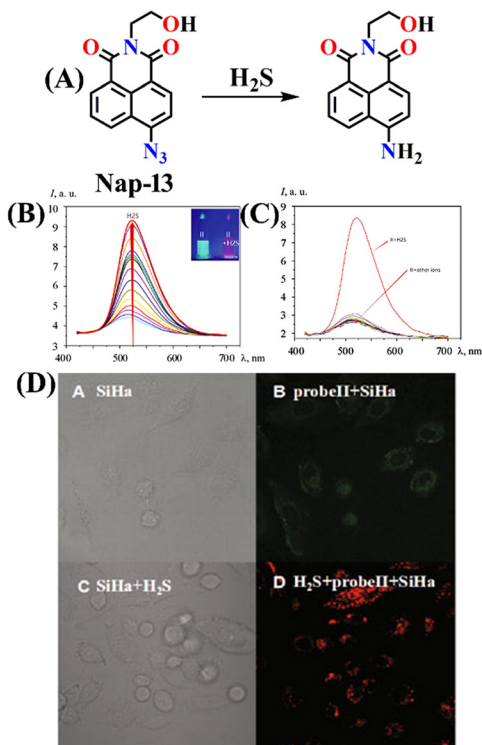 OH
O N O
(A)
H₂S
N₃
Nap-13
OH
O N O
NH₂
(B)
I, a. u.
10
9
8
7
6
5
4
3
H2S
II
II
+H2S
400 500 600 700 λ, nm
(C)
I, a. u.
9
8
7
6
5
4
3
2
II+H2S
II+other ions
400 500 600 700 λ, nm
(D)
A SiHa
B probeII+SiHa
C SiHa+H₂S
D H₂S+probeII+SiHa